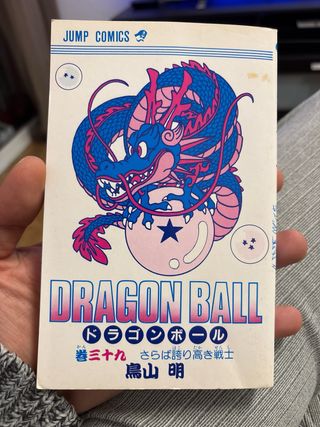 JUMP COMICS
DRAGON BALL
ドラゴンボール
巻三十九 さらば誇り高き戦士
鳥山 明